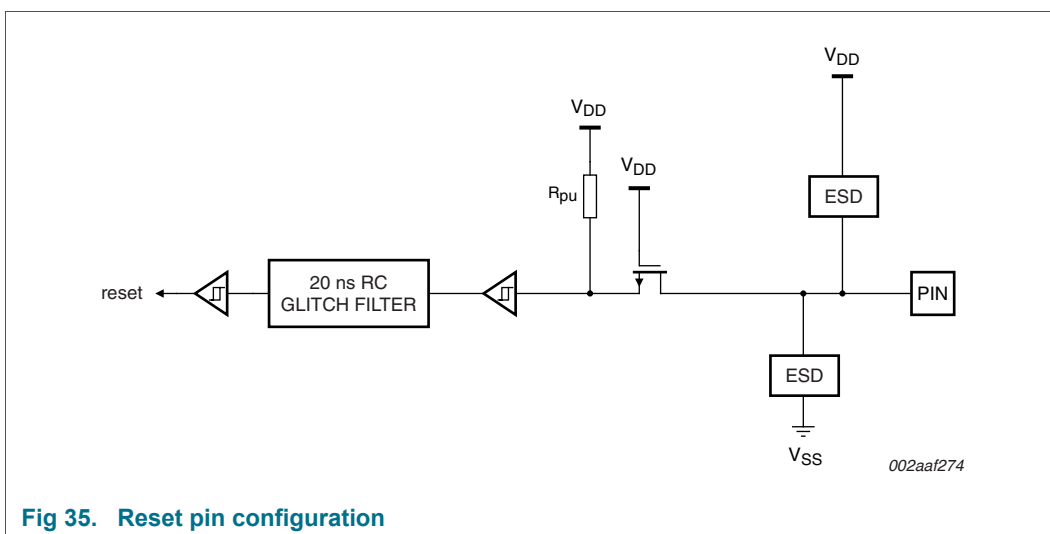 VDD
VDD
VDD
Rpu
ESD
reset
20 ns RC
GLITCH FILTER
PIN
ESD
VSS
002aaf274
Fig 35. Reset pin configuration